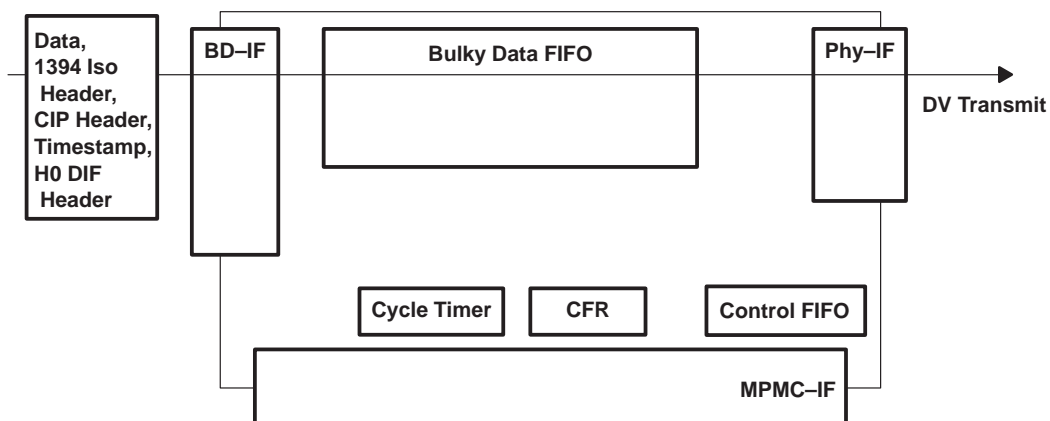 Data,
1394 Iso
Header,
CIP Header,
Timestamp,
H0 DIF
Header
BD–IF
Bulky Data FIFO
Phy–IF
DV Transmit
Cycle Timer
CFR
Control FIFO
MPMC–IF